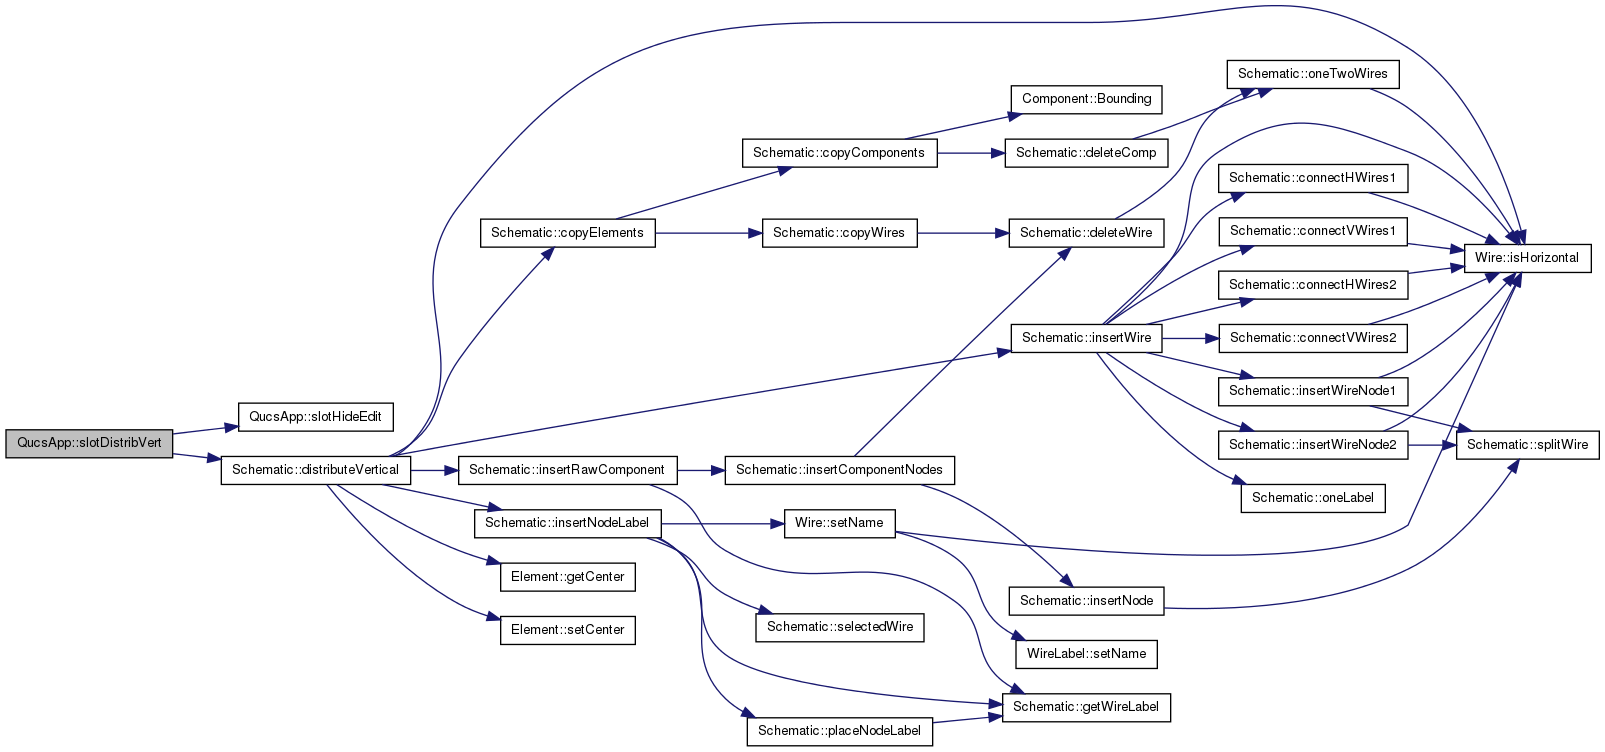 QucsApp::slotDistribVert
QucsApp::slotHideEdit
Schematic::distributeVertical
Schematic::copyElements
Schematic::insertRawComponent
Schematic::insertNodeLabel
Element::getCenter
Element::setCenter
Schematic::copyComponents
Schematic::copyWires
Schematic::insertComponentNodes
Wire::setName
Schematic::selectedWire
Schematic::placeNodeLabel
Component::Bounding
Schematic::deleteComp
Schematic::deleteWire
Schematic::insertWire
Schematic::insertNode
WireLabel::setName
Schematic::getWireLabel
Schematic::oneTwoWires
Schematic::connectHWires1
Schematic::connectVWires1
Schematic::connectHWires2
Schematic::connectVWires2
Schematic::insertWireNode1
Schematic::insertWireNode2
Schematic::oneLabel
Wire::isHorizontal
Schematic::splitWire